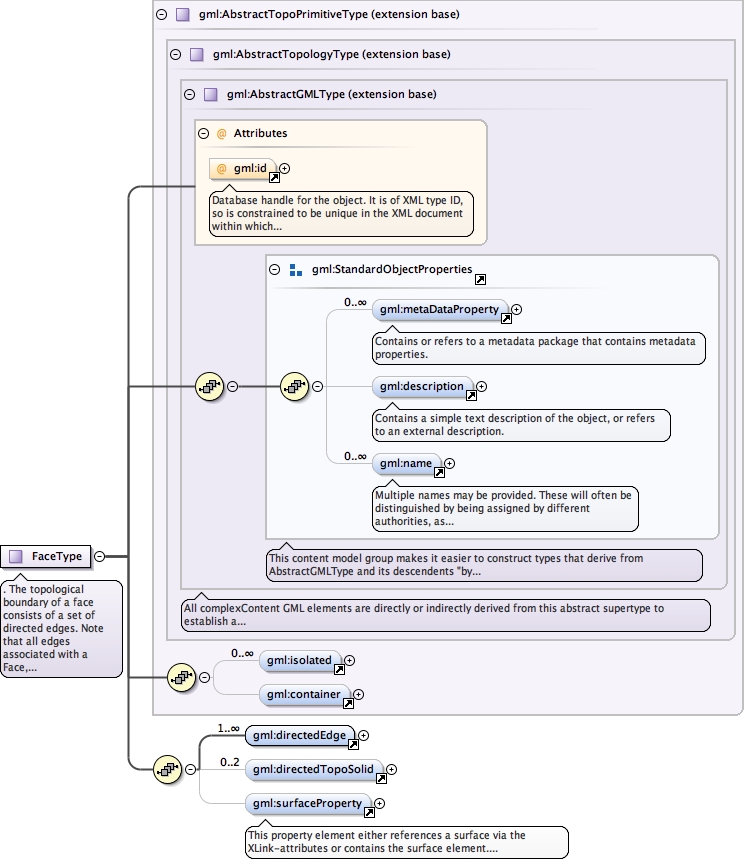 gml:AbstractTopoPrimitiveType (extension base)
gml:AbstractTopologyType (extension base)
gml:AbstractGMLType (extension base)
@ Attributes
@ gml:id
Database handle for the object. It is of XML type ID,
so is constrained to be unique in the XML document
within which...
gml:StandardObjectProperties
0..∞
gml:metaDataProperty
Contains or refers to a metadata package that contains metadata
properties.
gml:description
Contains a simple text description of the object, or refers
to an external description.
0..∞
gml:name
Multiple names may be provided. These will often be
distinguished by being assigned by different
authorities, as...
This content model group makes it easier to construct types that derive from
AbstractGMLType and its descendents "by...
All complexContent GML elements are directly or indirectly derived from this abstract supertype to
establish a...
FaceType
. The topological
boundary of a face
consists of a set of
directed edges. Note
that all edges
associated with a
Face,...
0..∞
gml:isolated
gml:container
1..∞
gml:directedEdge
0..2
gml:directedTopoSolid
gml:surfaceProperty
This property element either references a surface via the
XLink-attributes or contains the surface element....